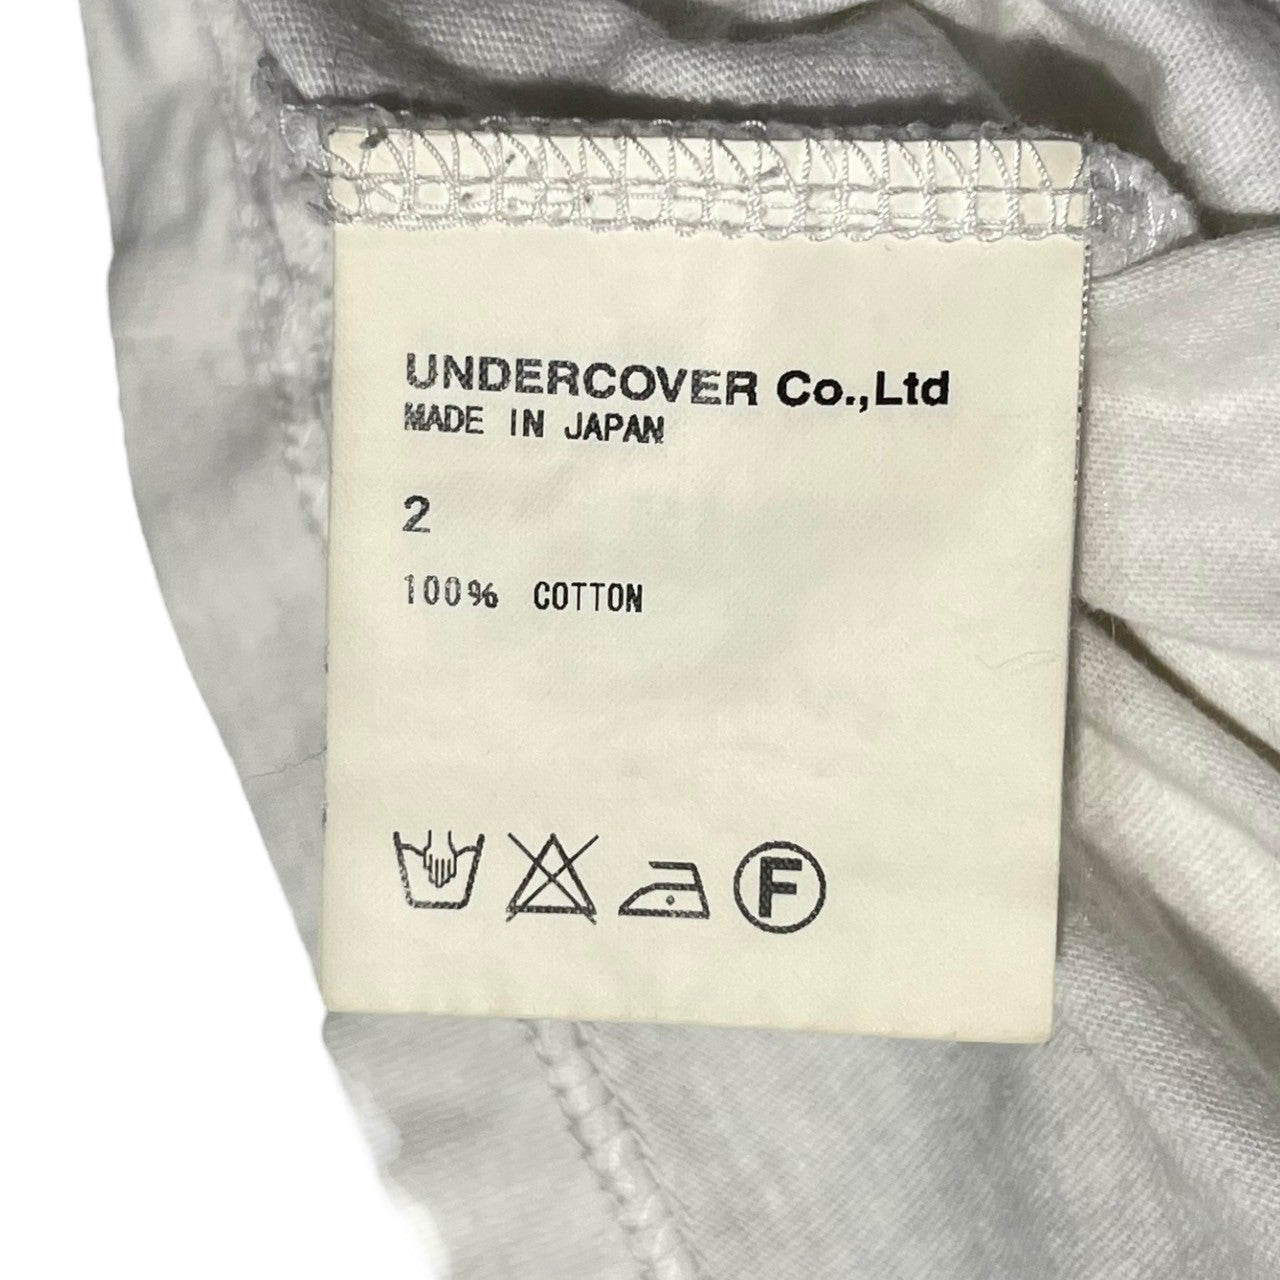 UNDERCOVER Co.,Ltd
MADE IN JAPAN
2
100% COTTON
F